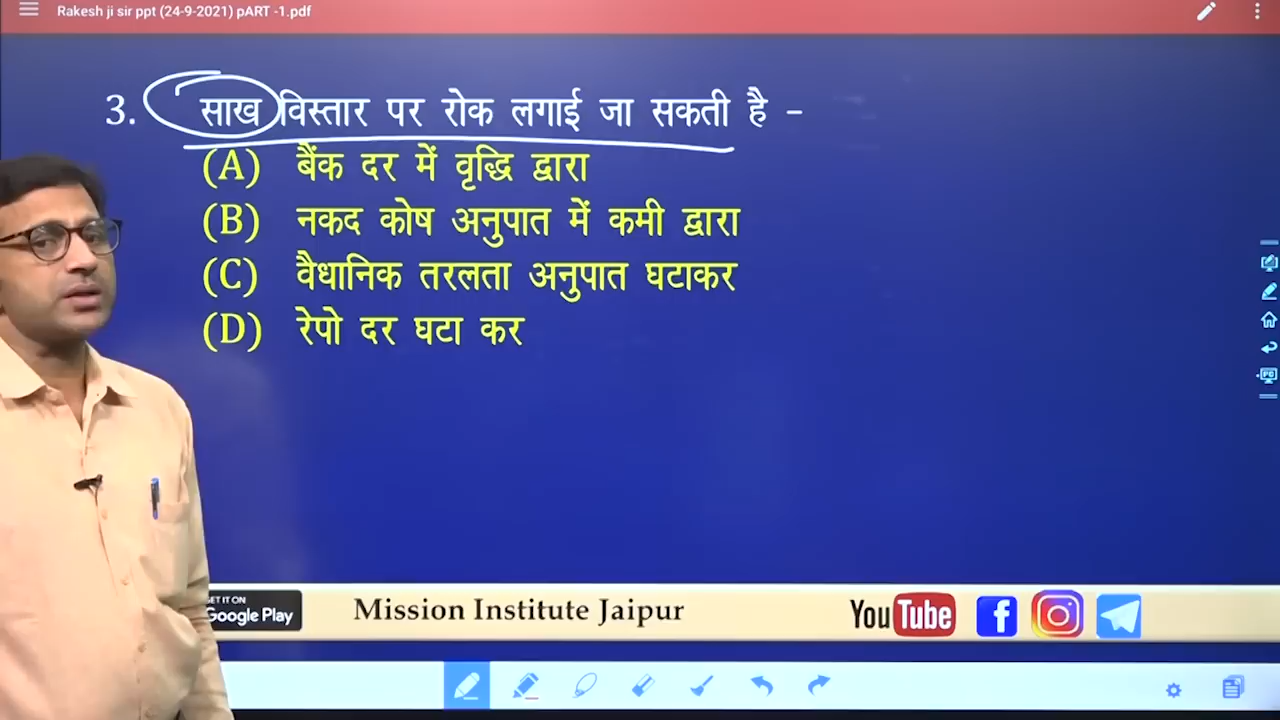 Rakesh ji sir ppt (24-9-2021) pART -1.pdf
3. साख विस्तार पर रोक लगाई जा सकती है -
(A) बैंक दर में वृद्धि द्वारा
(B) नकद कोष अनुपात में कमी द्वारा
(C) वैधानिक तरलता अनुपात घटाकर
(D) रेपो दर घटा कर
GET IT ON
Google Play
Mission Institute Jaipur
YouTube
PC